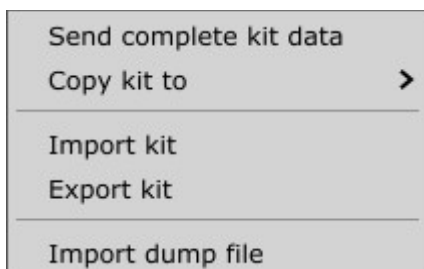 Send complete kit data
Copy kit to
Import kit
Export kit
Import dump file